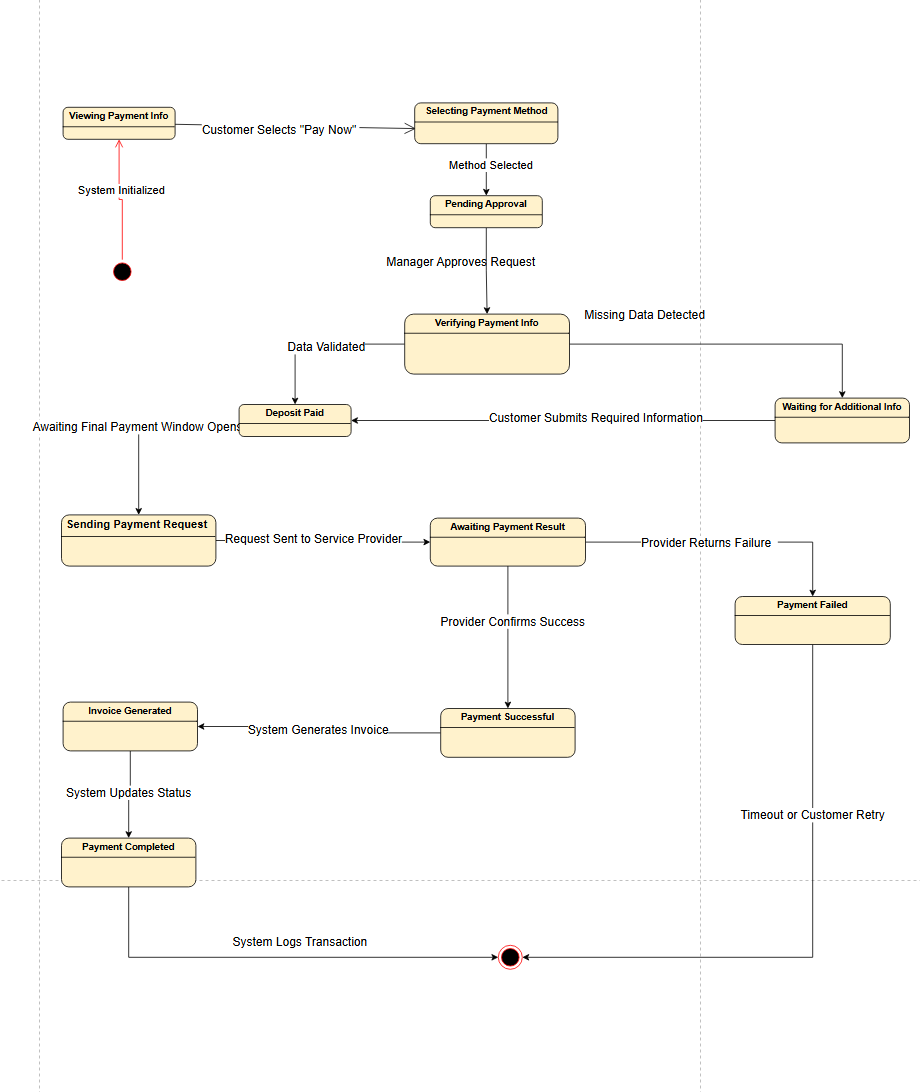 Viewing Payment Info
Customer Selects "Pay Now"
Selecting Payment Method
Method Selected
System Initialized
Pending Approval
Manager Approves Request
Verifying Payment Info
Missing Data Detected
Data Validated
Deposit Paid
Customer Submits Required Information
Waiting for Additional Info
Awaiting Final Payment Window Opens
Sending Payment Request
Request Sent to Service Provider
Awaiting Payment Result
Provider Returns Failure
Payment Failed
Provider Confirms Success
Invoice Generated
System Generates Invoice
Payment Successful
System Updates Status
Timeout or Customer Retry
Payment Completed
System Logs Transaction